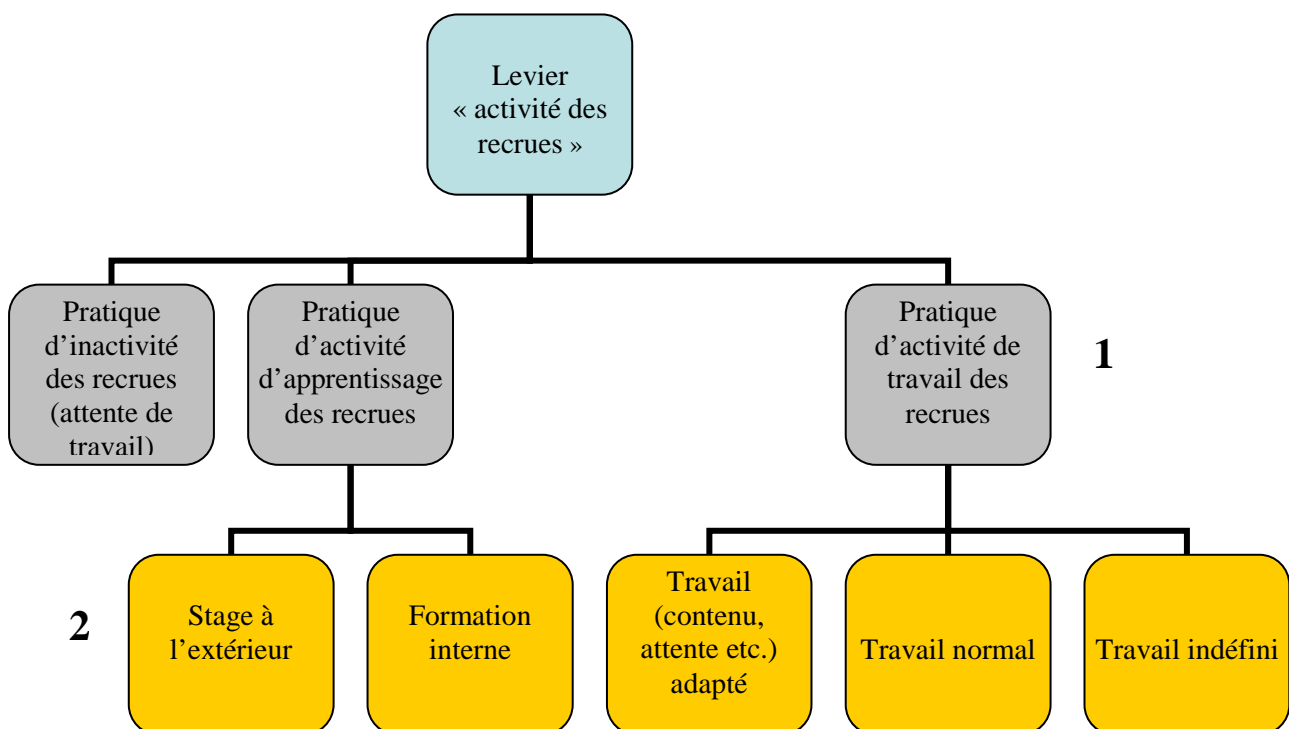 Levier
« activité des
recrues »
Pratique
d’inactivité
des recrues
(attente de
travail)
Pratique
d’activité
d’apprentissage
des recrues
Pratique
d’activité de
travail des
recrues
1
2
Stage à
l’extérieur
Formation
interne
Travail
(contenu,
attente etc.)
adapté
Travail normal
Travail indéfini